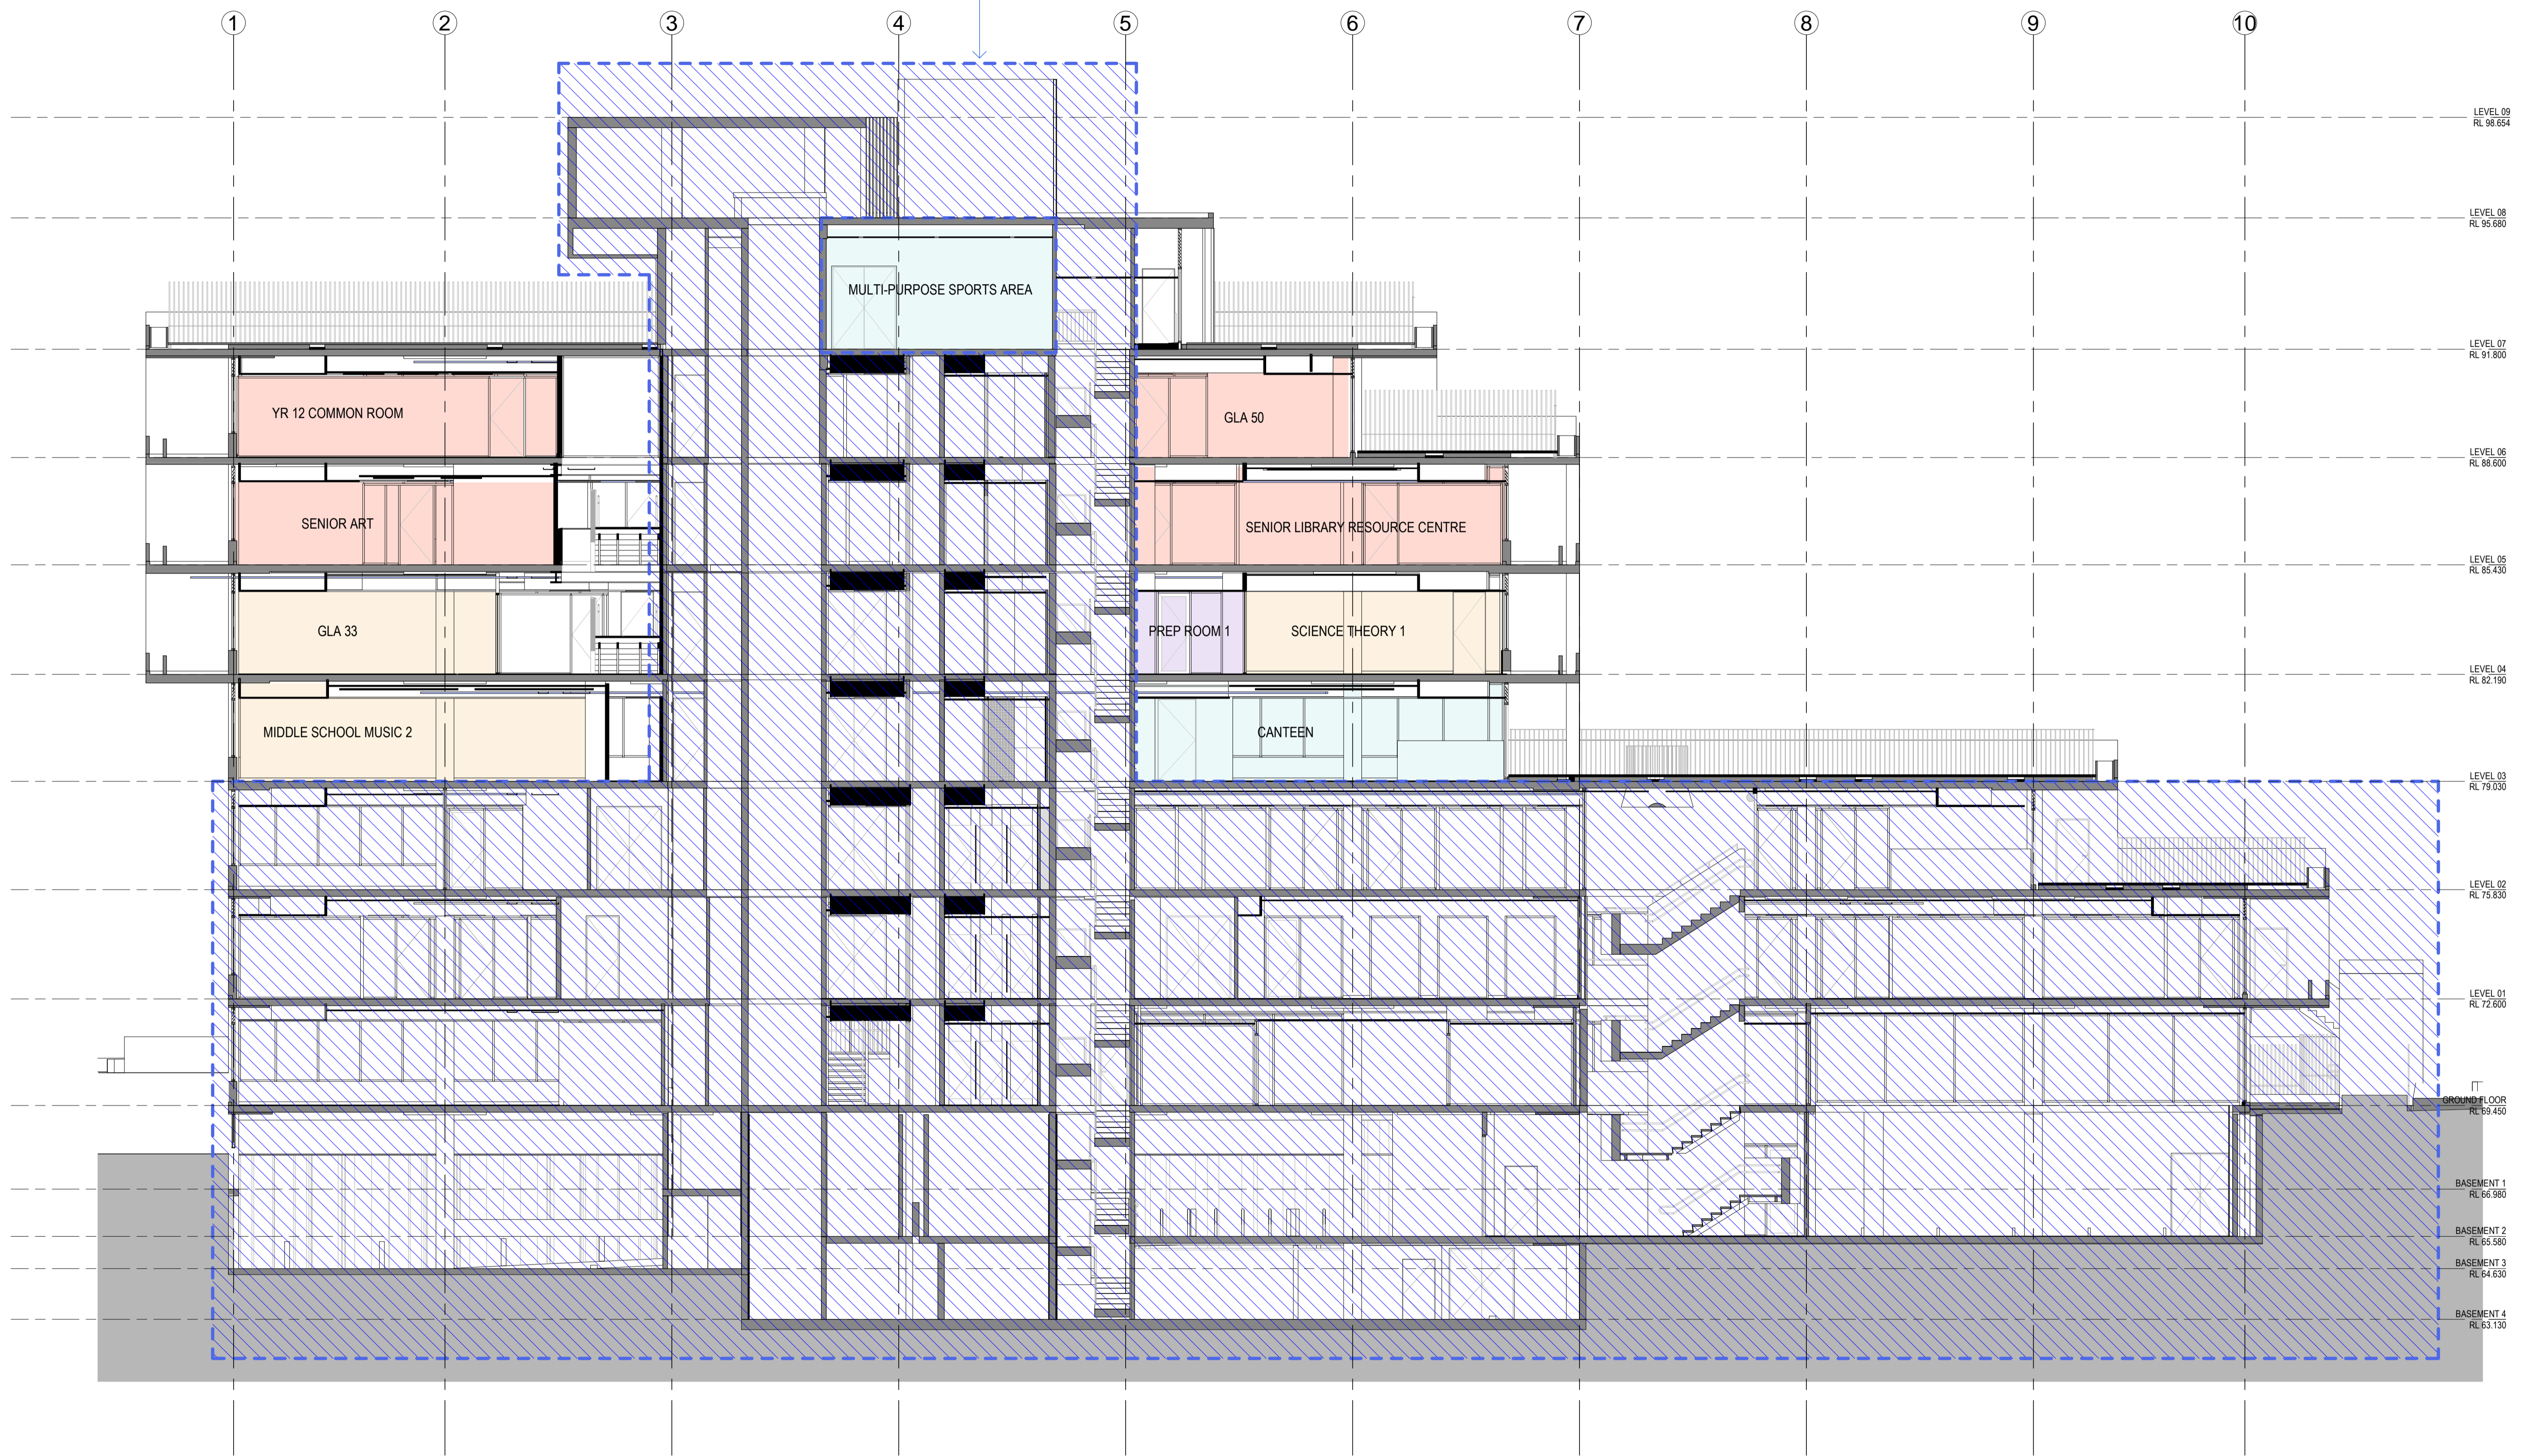 1 2 3 4 5 6 7 8 9 10
LEVEL 09
RL 98.654
LEVEL 08
RL 95.680
MULTI-PURPOSE SPORTS AREA
LEVEL 07
RL 91.800
YR 12 COMMON ROOM
GLA 50
LEVEL 06
RL 88.600
SENIOR ART
SENIOR LIBRARY RESOURCE CENTRE
LEVEL 05
RL 85.430
GLA 33
PREP ROOM 1
SCIENCE THEORY 1
LEVEL 04
RL 82.190
MIDDLE SCHOOL MUSIC 2
CANTEEN
LEVEL 03
RL 79.030
LEVEL 02
RL 75.830
LEVEL 01
RL 72.600
GROUND FLOOR
RL 69.450
BASEMENT 1
RL 66.980
BASEMENT 2
RL 65.580
BASEMENT 3
RL 64.630
BASEMENT 4
RL 63.130